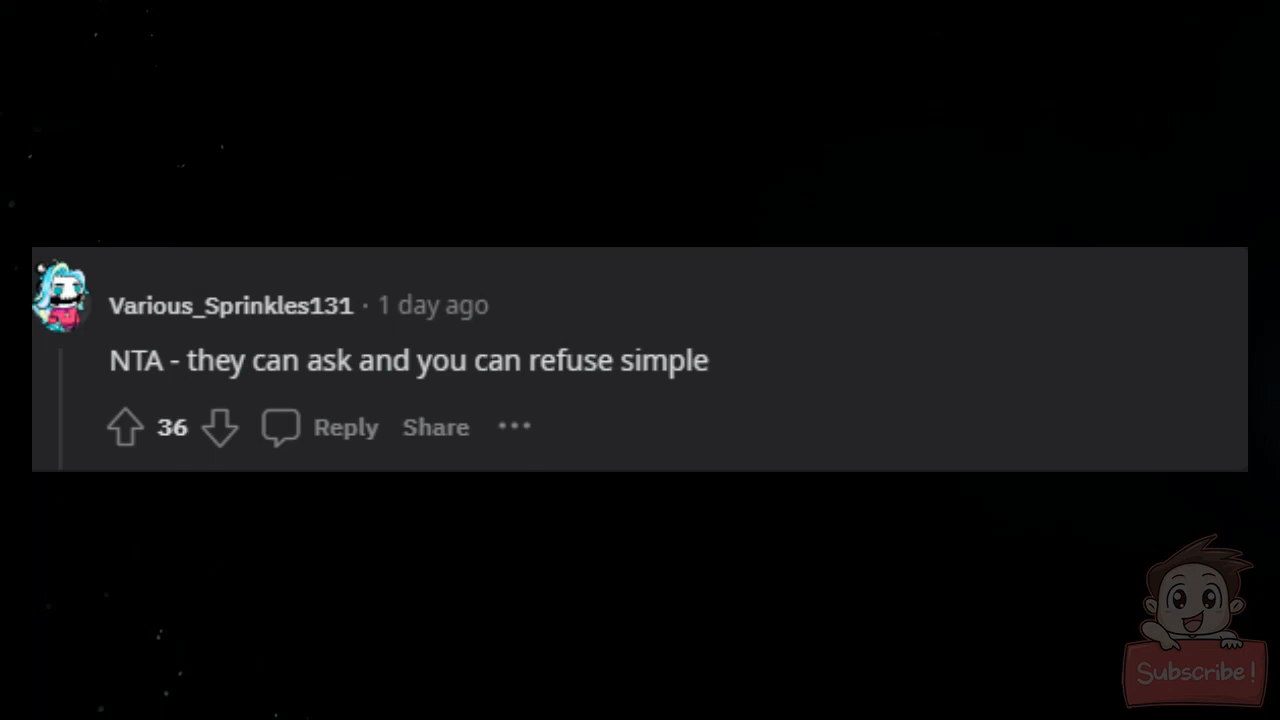 Various_Sprinkles131 · 1 day ago
NTA - they can ask and you can refuse simple
36 Reply Share ···
Subscribe!